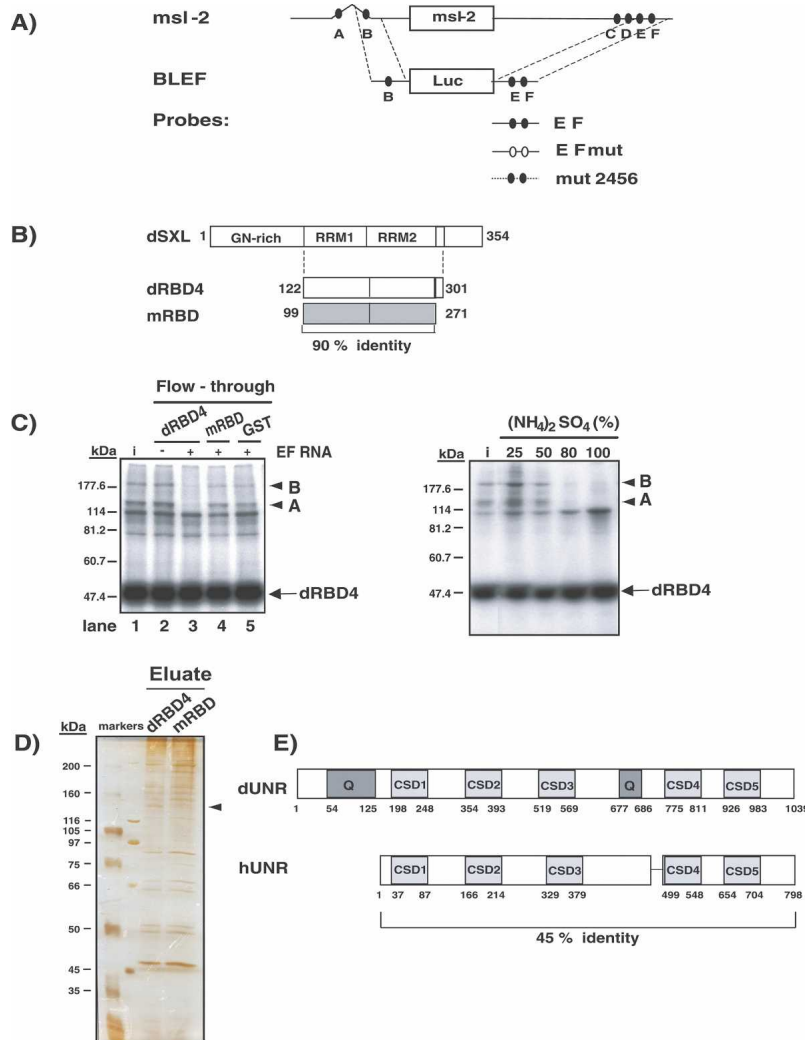 A)
msl-2
msl-2
A B
C D E F
BLEF
Luc
B
E F
Probes:
E F
E F mut
mut 2456
B)
dSXL
1
GN-rich
RRM1
RRM2
354
dRBD4
122
301
mRBD
99
271
90 % identity
C)
Flow - through
dRBD4
mRBD
GST
kDa
i
-
+
+
+
EF RNA
177.6
114
81.2
60.7
47.4
B
A
dRBD4
lane
1 2 3 4 5
(NH4)2 SO4 (%)
kDa
i 25 50 80 100
177.6
114
81.2
60.7
47.4
B
A
dRBD4
D)
Eluate
kDa
markers
dRBD4
mRBD
200
160
116
105
97
75
66
50
45
35
E)
Q
CSD1
CSD2
CSD3
Q
CSD4
CSD5
dUNR
1 54 125 198 248 354 393 519 569 677 686 775 811 926 983 1039
hUNR
CSD1
CSD2
CSD3
CSD4
CSD5
1 37 87 166 214 329 379 499 548 654 704 798
45 % identity